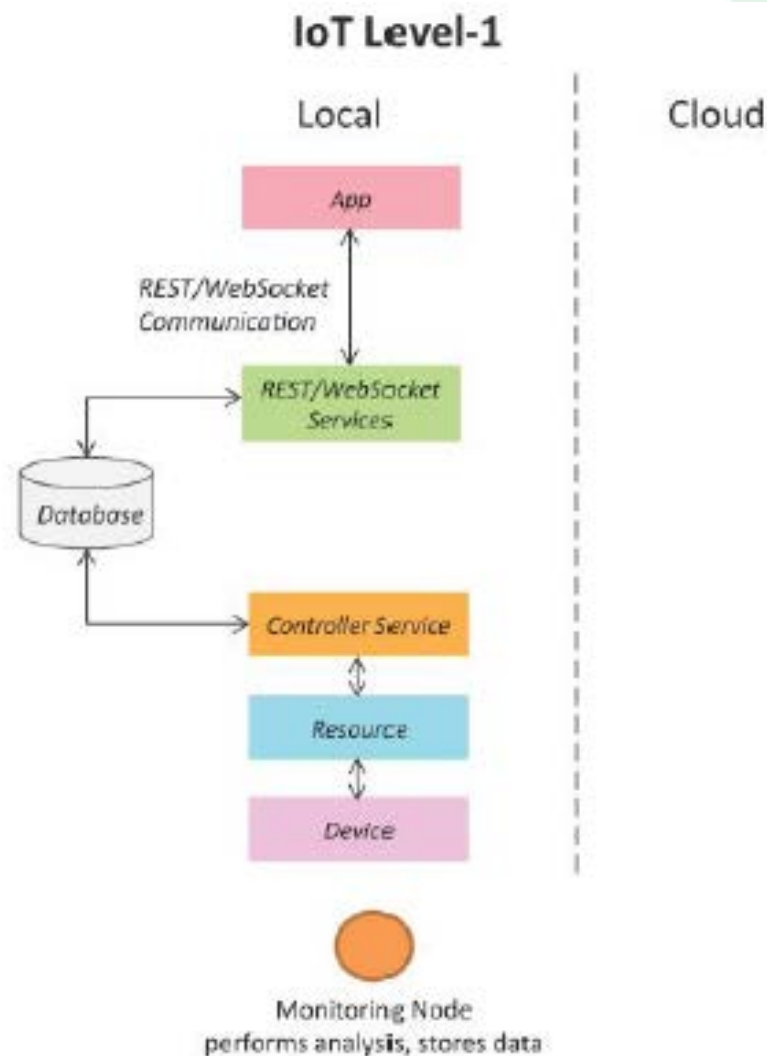 IoT Level-1
Local
Cloud
App
REST/WebSocket
Communication
REST/WebSocket
Services
Database
Controller Service
Resource
Device
Monitoring Node
performs analysis, stores data